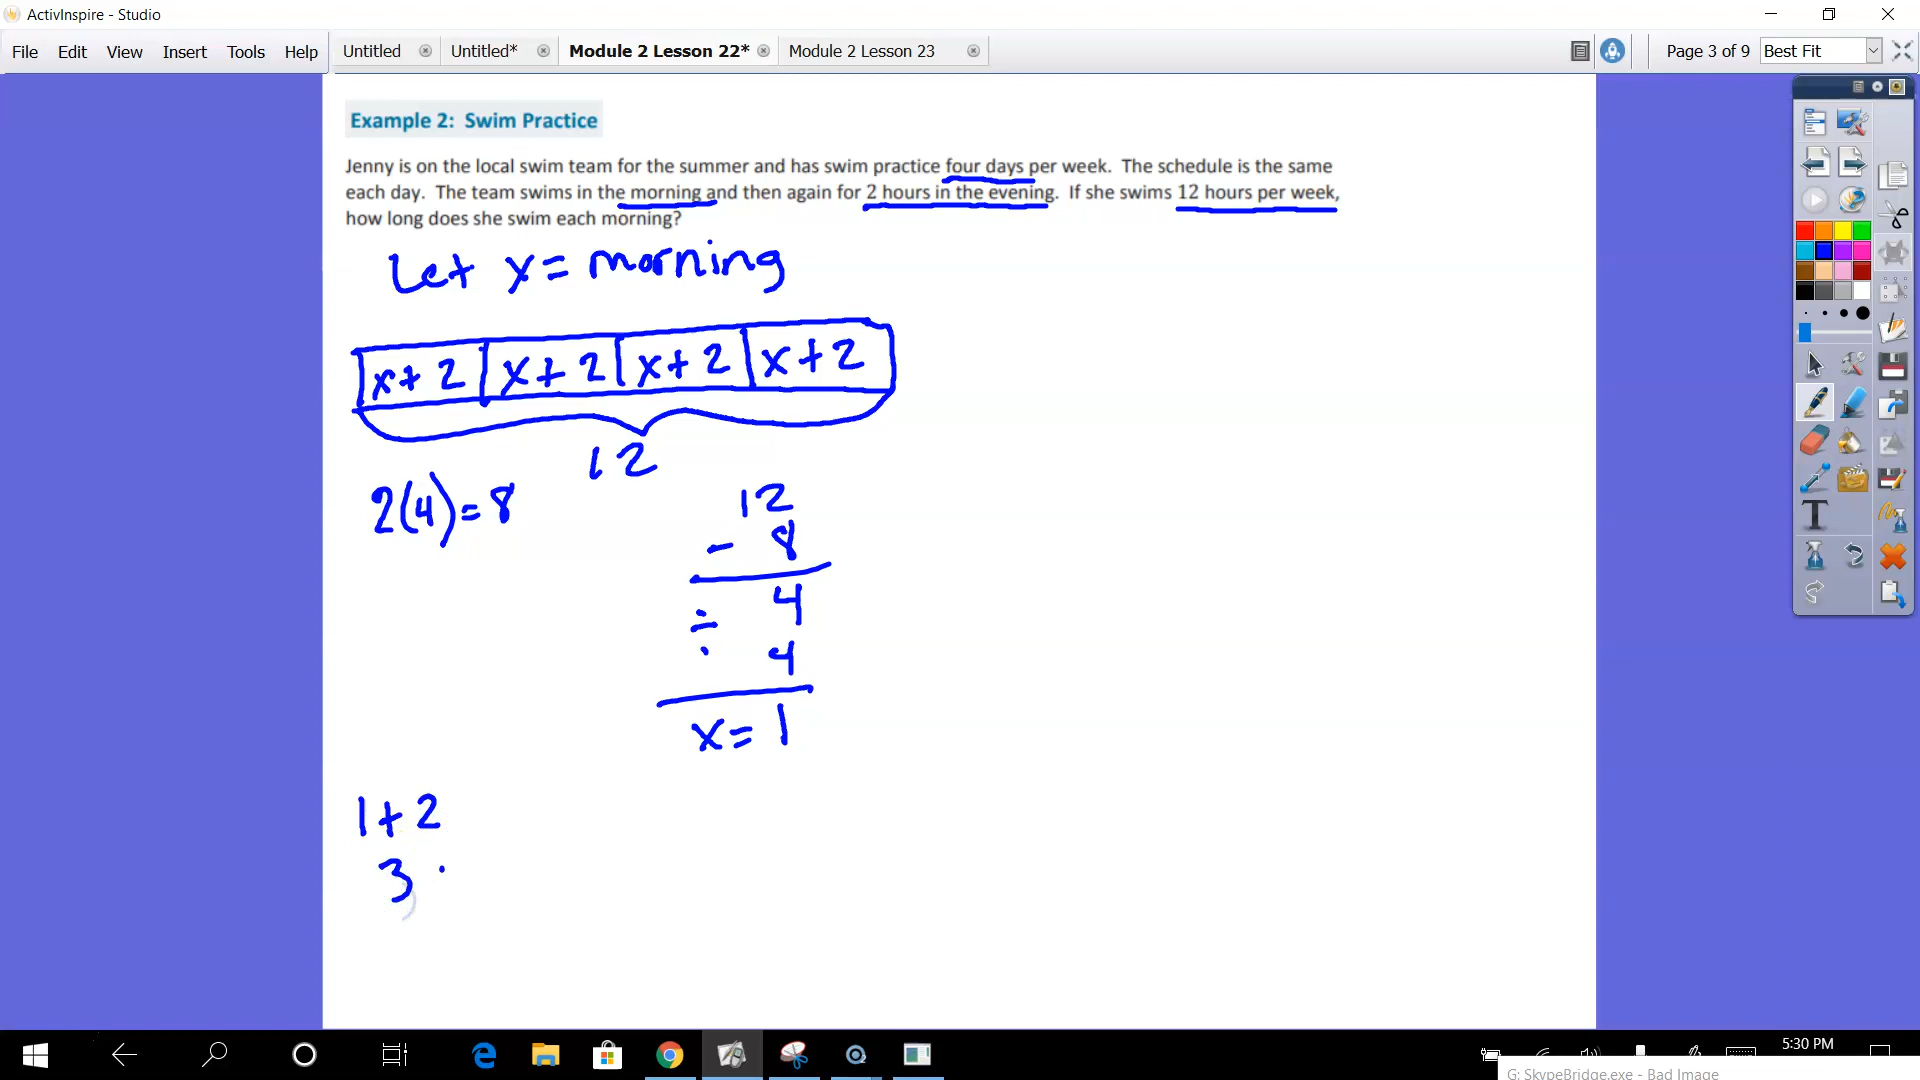 ActivInspire - Studio
File Edit View Insert Tools Help Untitled Untitled* Module 2 Lesson 22* Module 2 Lesson 23 Page 3 of 9 Best Fit
Example 2: Swim Practice
Jenny is on the local swim team for the summer and has swim practice four days per week. The schedule is the same
each day. The team swims in the morning and then again for 2 hours in the evening. If she swims 12 hours per week,
how long does she swim each morning?
Let x = morning
x + 2 x + 2 x + 2 x + 2
12
2(4) = 8
12
- 8
÷ 4
4
x = 1
1 + 2
3 .
T
5:30 PM
G: SkypeBridge.exe - Bad Image